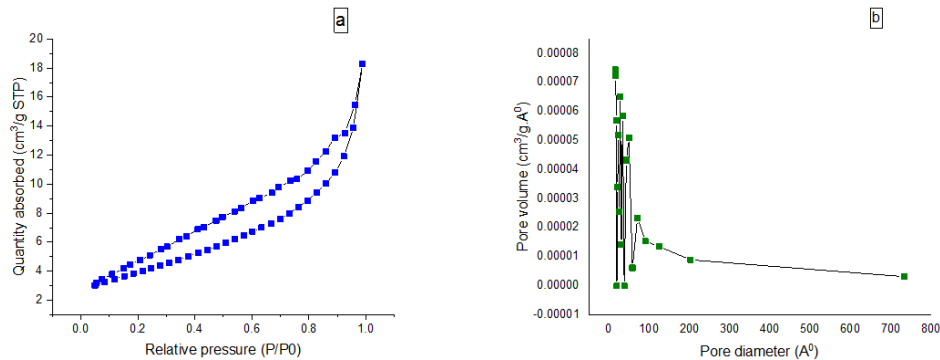 a
20
18
16
14
12
10
8
6
4
2
Quantity absorbed (cm³/g STP)
0.0 0.2 0.4 0.6 0.8 1.0
Relative pressure (P/P0)
b
0.00008
0.00007
0.00006
0.00005
0.00004
0.00003
0.00002
0.00001
0.00000
-0.00001
Pore volume (cm³/g.A⁰)
0 100 200 300 400 500 600 700 800
Pore diameter (A⁰)